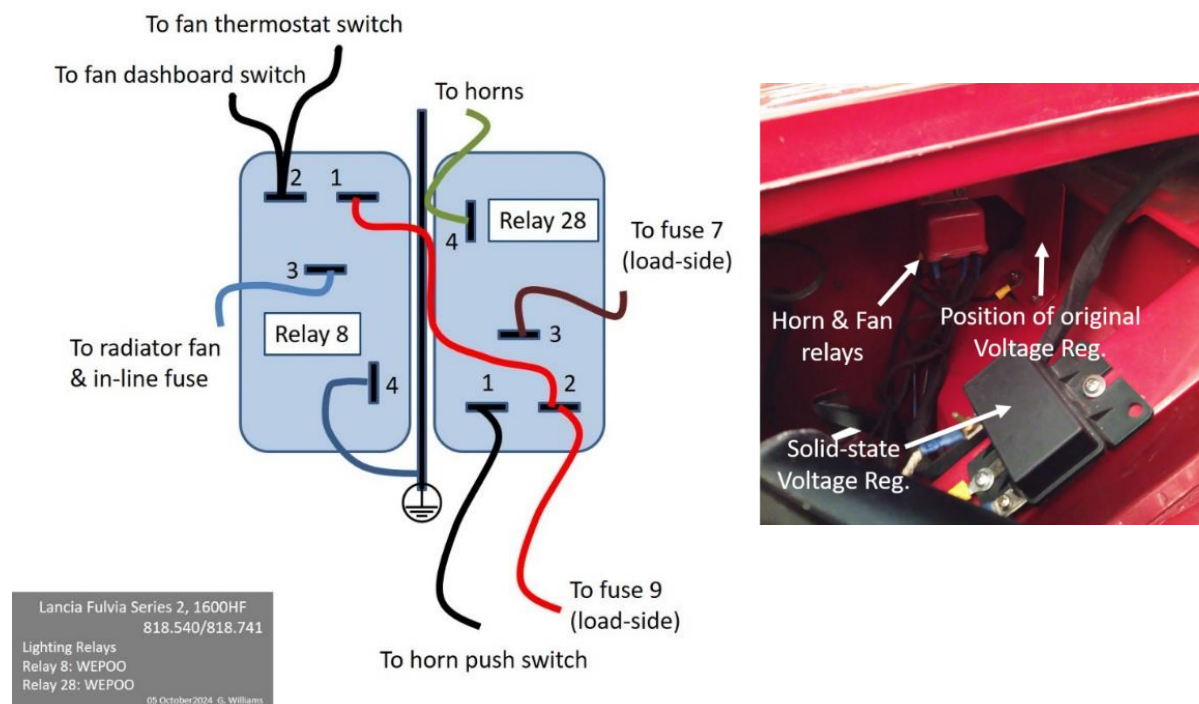 To fan thermostat switch
To fan dashboard switch
To horns
2
1
4
Relay 28
To fuse 7
(load-side)
3
3
Relay 8
To radiator fan
& in-line fuse
4
1
2
To fuse 9
(load-side)
To horn push switch
Horn & Fan
relays
Position of original
Voltage Reg.
Solid-state
Voltage Reg.
Lancia Fulvia Series 2, 1600HF
818.540/818.741
Lighting Relays
Relay 8: WEPOO
Relay 28: WEPOO
05 October2024 G. Williams